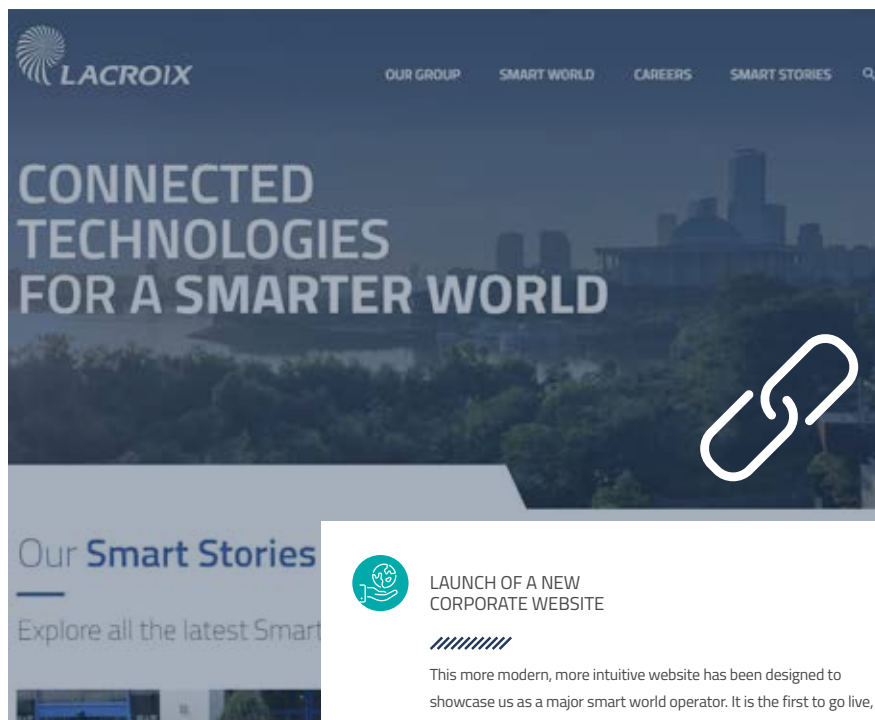 LACROIX
OUR GROUP SMART WORLD CAREERS SMART STORIES
CONNECTED
TECHNOLOGIES
FOR A SMARTER WORLD
Our Smart Stories
Explore all the latest Smart
LAUNCH OF A NEW
CORPORATE WEBSITE
This more modern, more intuitive website has been designed to
showcase us as a major smart world operator. It is the first to go live,